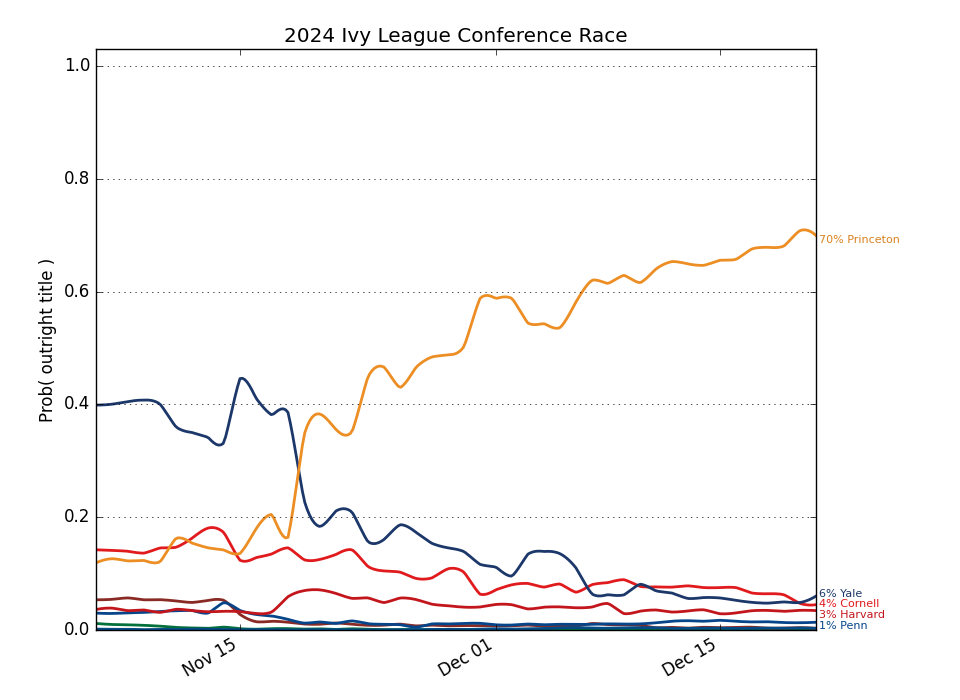 2024 Ivy League Conference Race
Prob( outright title )
1.0
0.8
0.6
0.4
0.2
0.0
70% Princeton
6% Yale
4% Cornell
3% Harvard
1% Penn
Nov 15
Dec 01
Dec 15